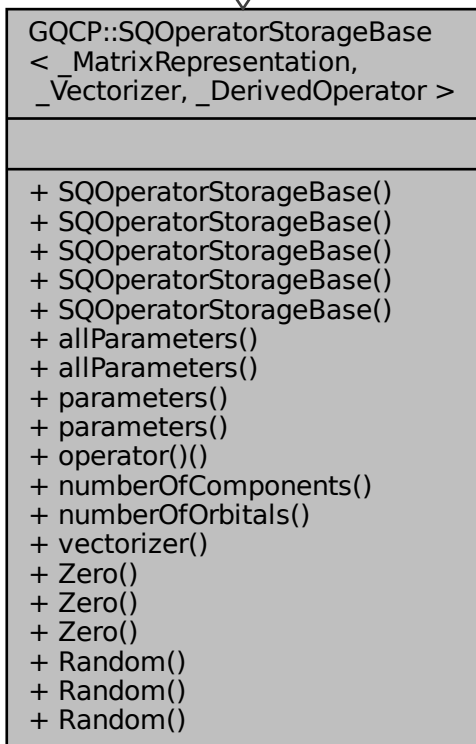 GQCP::SQOperatorStorageBase
< _MatrixRepresentation,
_Vectorizer, _DerivedOperator >
+ SQOperatorStorageBase()
+ SQOperatorStorageBase()
+ SQOperatorStorageBase()
+ SQOperatorStorageBase()
+ SQOperatorStorageBase()
+ allParameters()
+ allParameters()
+ parameters()
+ parameters()
+ operator()()
+ numberOfComponents()
+ numberOfOrbitals()
+ vectorizer()
+ Zero()
+ Zero()
+ Zero()
+ Random()
+ Random()
+ Random()